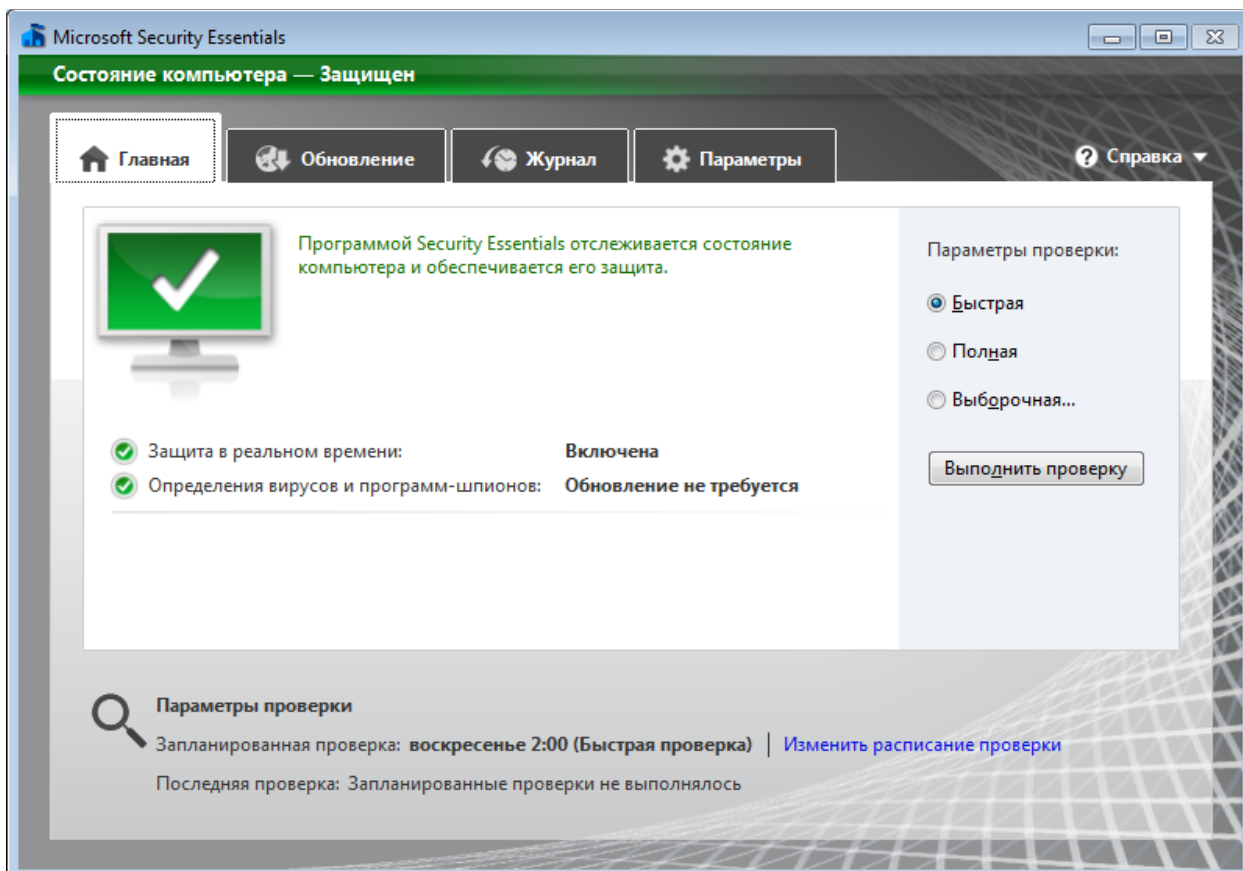 Microsoft Security Essentials
Состояние компьютера — Защищен
Главная
Обновление
Журнал
Параметры
Справка
Программой Security Essentials отслеживается состояние
компьютера и обеспечивается его защита.
Параметры проверки:
Быстрая
Полная
Выборочная...
Выполнить проверку
Защита в реальном времени: Включена
Определения вирусов и программ-шпионов: Обновление не требуется
Параметры проверки
Запланированная проверка: воскресенье 2:00 (Быстрая проверка) | Изменить расписание проверки
Последняя проверка: Запланированные проверки не выполнялось